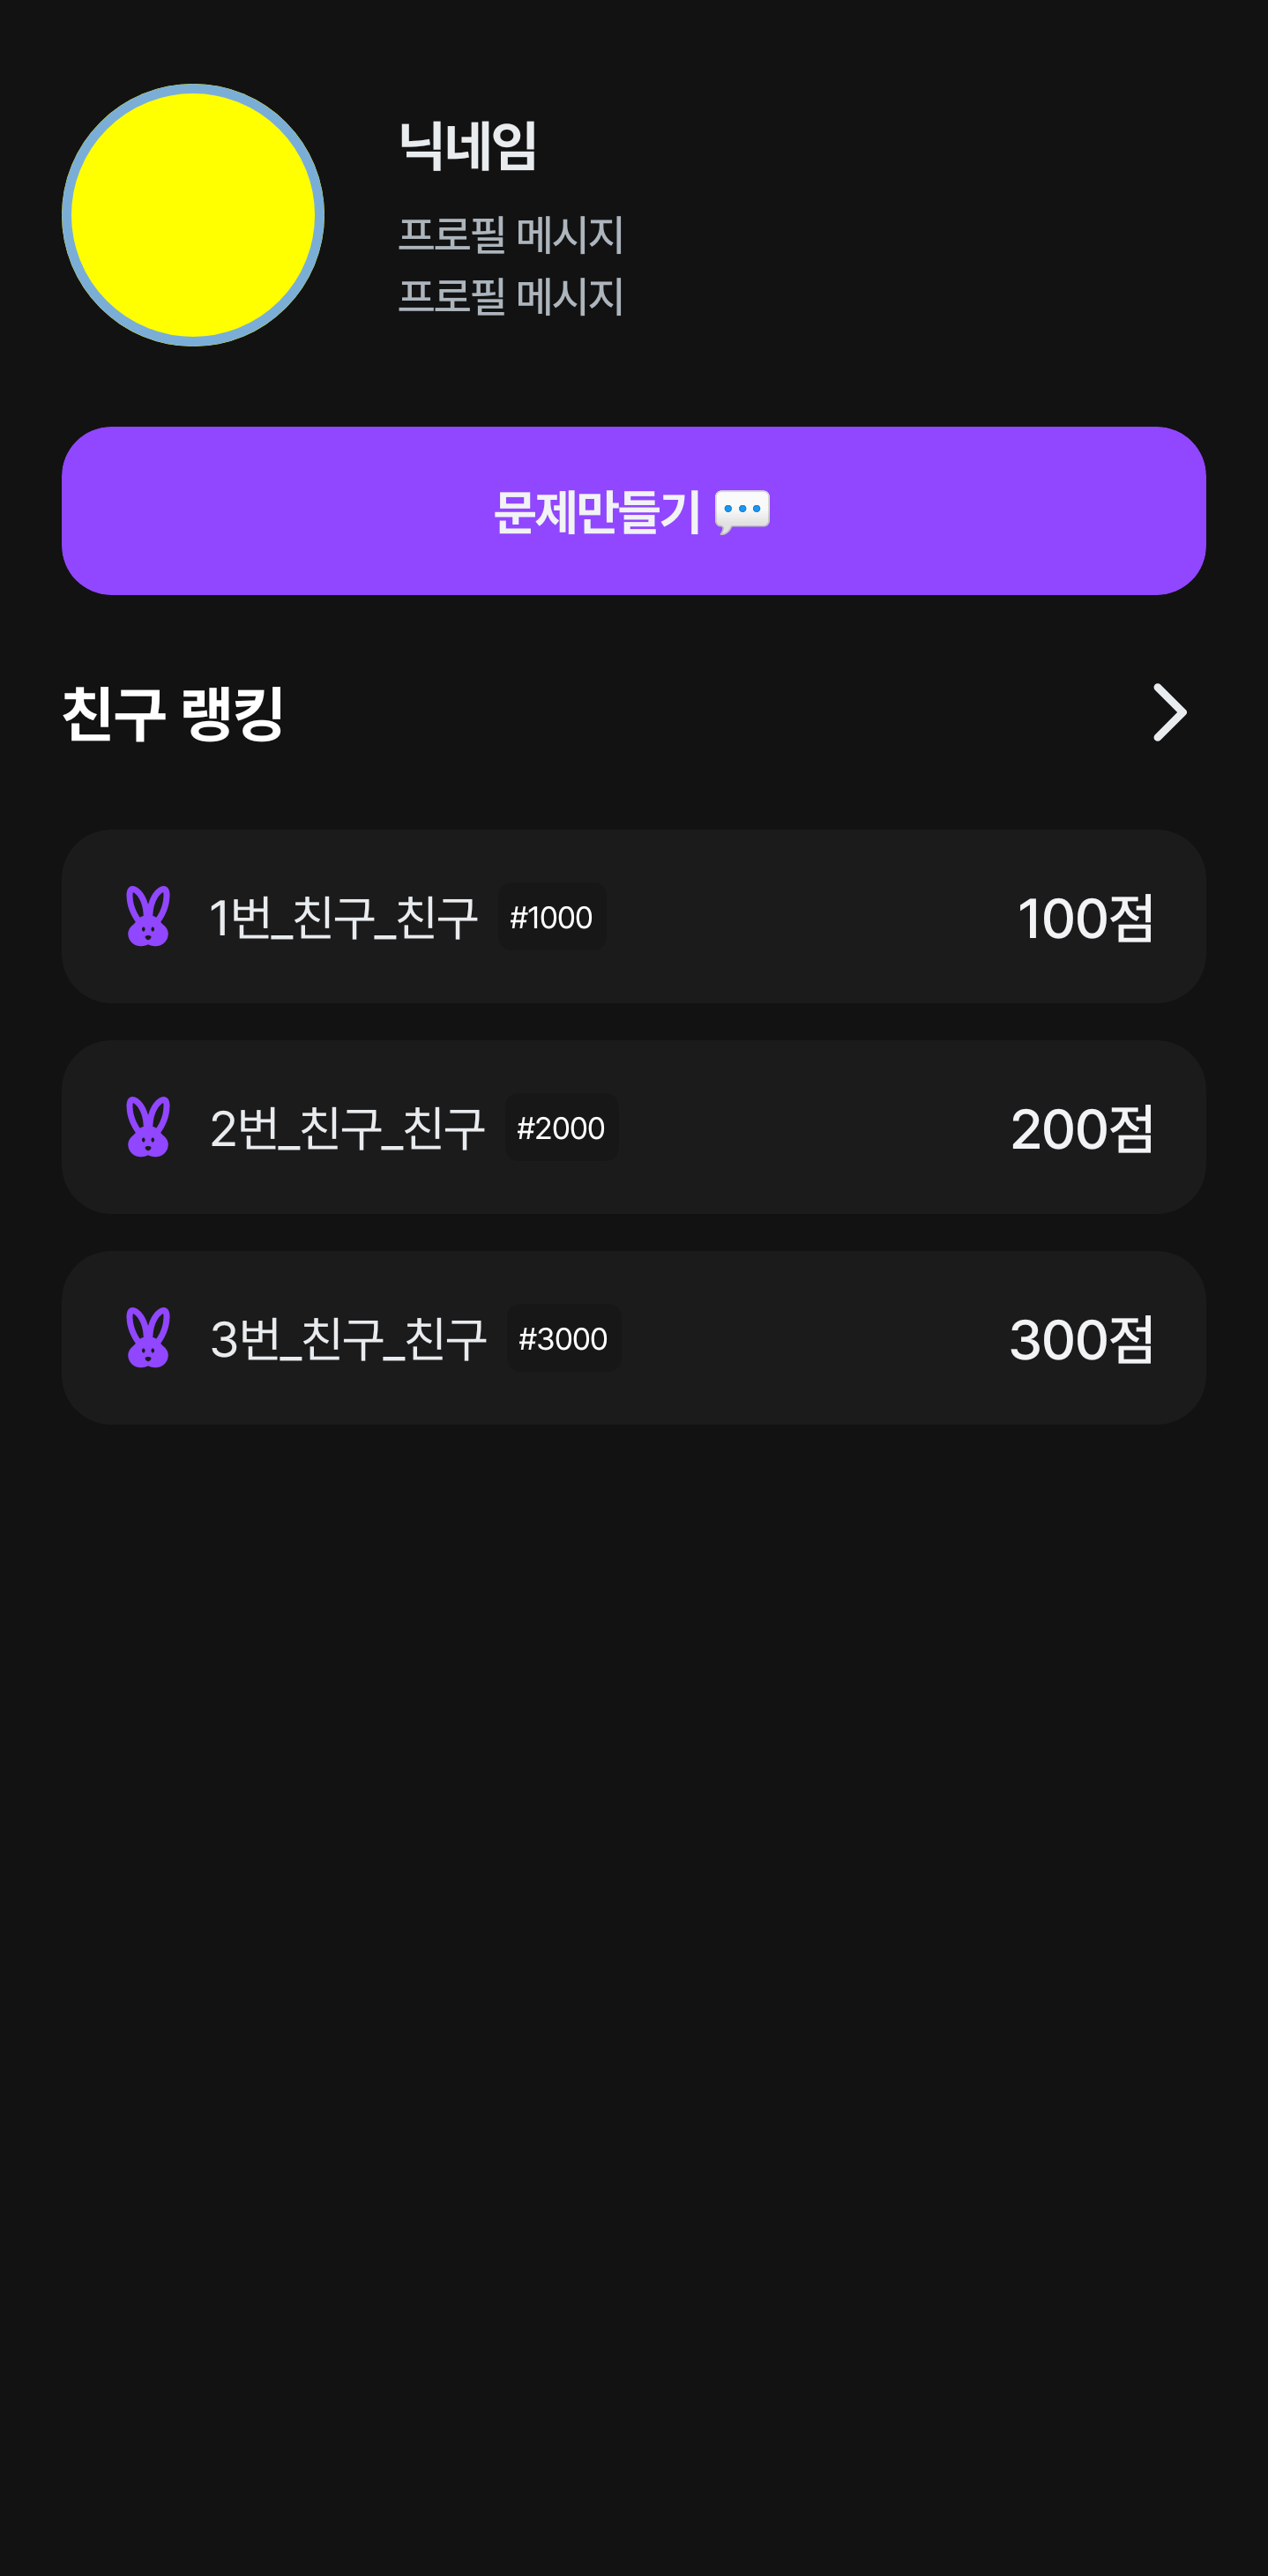 닉네임
프로필 메시지
프로필 메시지
문제만들기 💬
친구 랭킹
1번_친구_친구 #1000 100점
2번_친구_친구 #2000 200점
3번_친구_친구 #3000 300점